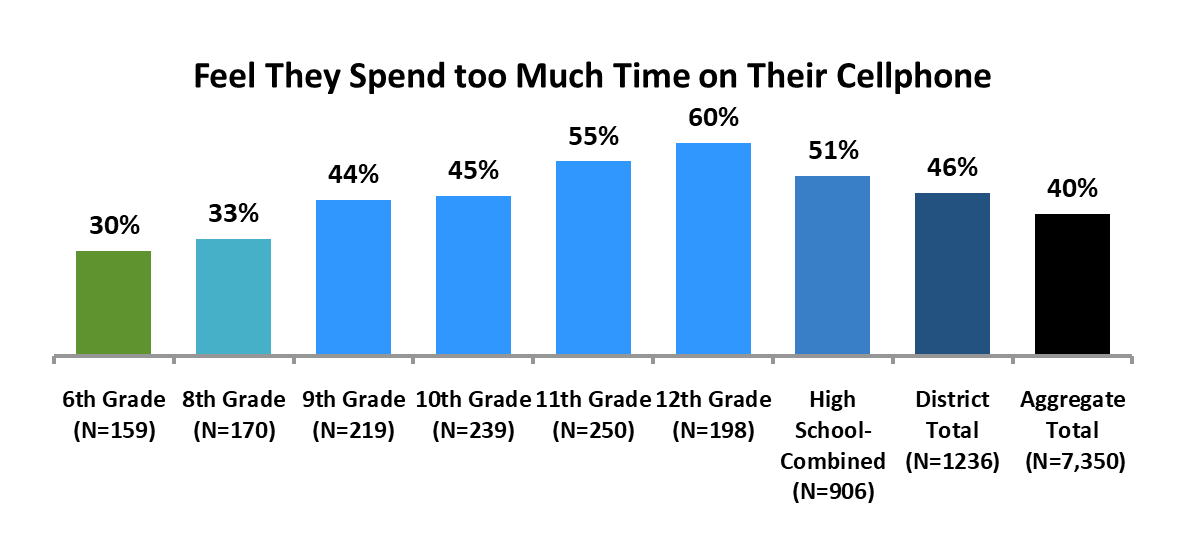 Feel They Spend too Much Time on Their Cellphone
30%
33%
44%
45%
55%
60%
51%
46%
40%
6th Grade
(N=159)
8th Grade
(N=170)
9th Grade
(N=219)
10th Grade
(N=239)
11th Grade
(N=250)
12th Grade
(N=198)
High
School-
Combined
(N=906)
District
Total
(N=1236)
Aggregate
Total
(N=7,350)